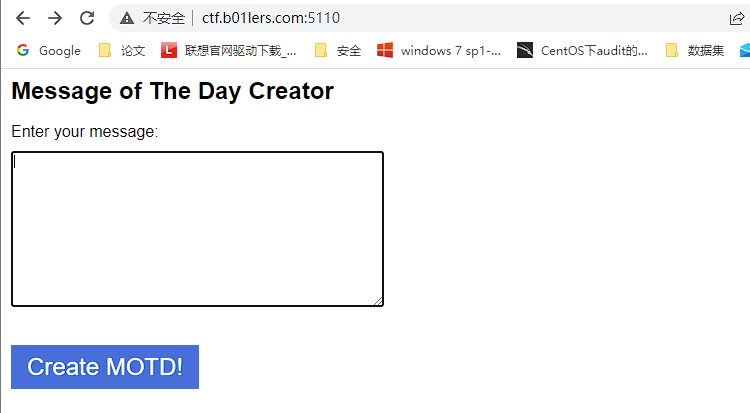 不安全 ctf.b01lers.com:5110
Google 论文 联想官网驱动下载_... 安全 windows 7 sp1-... CentOS下audit的... 数据集
Message of The Day Creator
Enter your message:
Create MOTD!